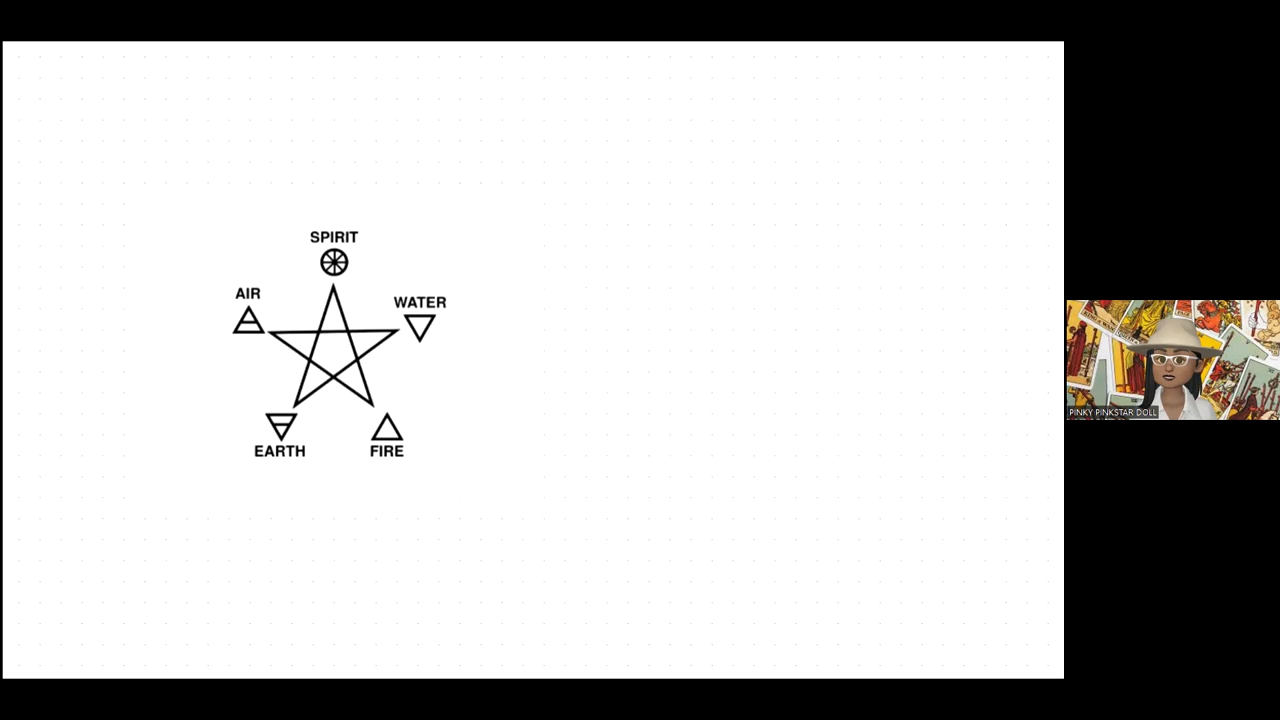 SPIRIT
AIR
WATER
EARTH
FIRE
PINKY PINKSTAR DOLL